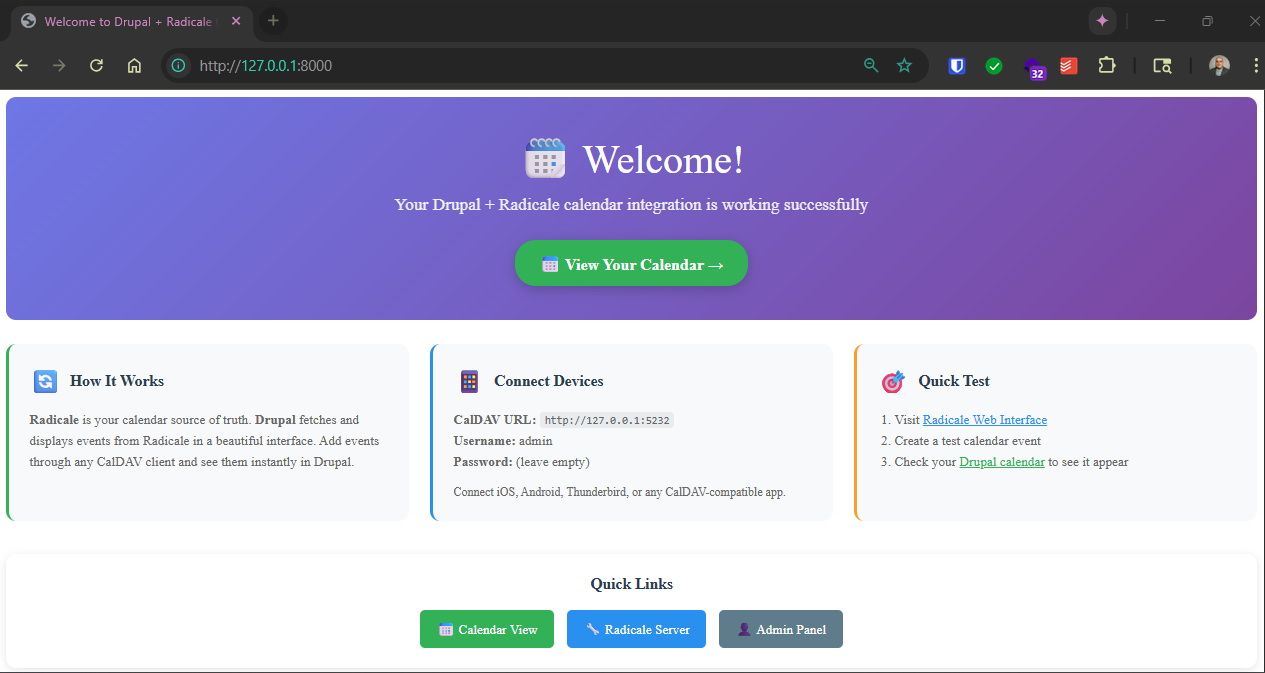 Welcome to Drupal + Radicale
http://127.0.0.1:8000
32
Welcome!
Your Drupal + Radicale calendar integration is working successfully
View Your Calendar →
How It Works
Radicale is your calendar source of truth. Drupal fetches and
displays events from Radicale in a beautiful interface. Add events
through any CalDAV client and see them instantly in Drupal.
Connect Devices
CalDAV URL: http://127.0.0.1:5232
Username: admin
Password: (leave empty)
Connect iOS, Android, Thunderbird, or any CalDAV-compatible app.
Quick Test
1. Visit Radicale Web Interface
2. Create a test calendar event
3. Check your Drupal calendar to see it appear
Quick Links
Calendar View
Radicale Server
Admin Panel